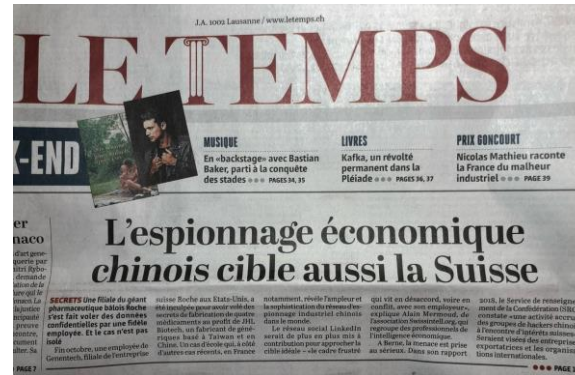 J.A. 1002 Lausanne / www.letemps.ch
LE TEMPS
K-END
MUSIQUE
En «backstage» avec Bastian
Baker, parti à la conquête
des stades ●●● PAGES 34, 35
LIVRES
Kafka, un révolté
permanent dans la
Pléiade ●●● PAGES 36, 37
PRIX GONCOURT
Nicolas Mathieu raconte
la France du malheur
industriel ●●● PAGE 39
L'espionnage économique
chinois cible aussi la Suisse
er
naco
d'art gene-
querie par
mitri Rybo-
demande
PAGE 7
SECRETS Une filiale du géant
pharmaceutique bâlois Roche
s'est fait voler des données
confidentielles par une fidèle
employée. Et le cas n'est pas
isolé
Fin octobre, une employée de
Genentech, filiale de l'entreprise
suisse Roche aux Etats-Unis, a
été inculpée pour avoir volé des
secrets de fabrication de quatre
médicaments au profit de JHL
Biotech, un fabricant de géné-
riques basé à Taïwan et en
Chine. Un cas d'école qui, à côté
d'autres cas récents, en France
notamment, révèle l'ampleur et
la sophistication du réseau d'es-
pionnage industriel chinois
dans le monde.
Le réseau social LinkedIn
serait de plus en plus mis à
contribution pour approcher la
cible idéale – «le cadre frustré
qui vit en désaccord, voire en
conflit, avec son employeur»,
explique Alain Mermoud, de
l'association Swissintell.org, qui
regroupe des professionnels de
l'intelligence économique.
A Berne, la menace est prise
au sérieux. Dans son rapport
2018, le Service de renseigne-
ment de la Confédération (SRC)
constate «une activité accrue
des groupes de hackers chinois
à l'encontre d'intérêts suisses».
Seraient visées des entreprises
exportatrices et les organisa-
tions internationales.
●●● PAGE